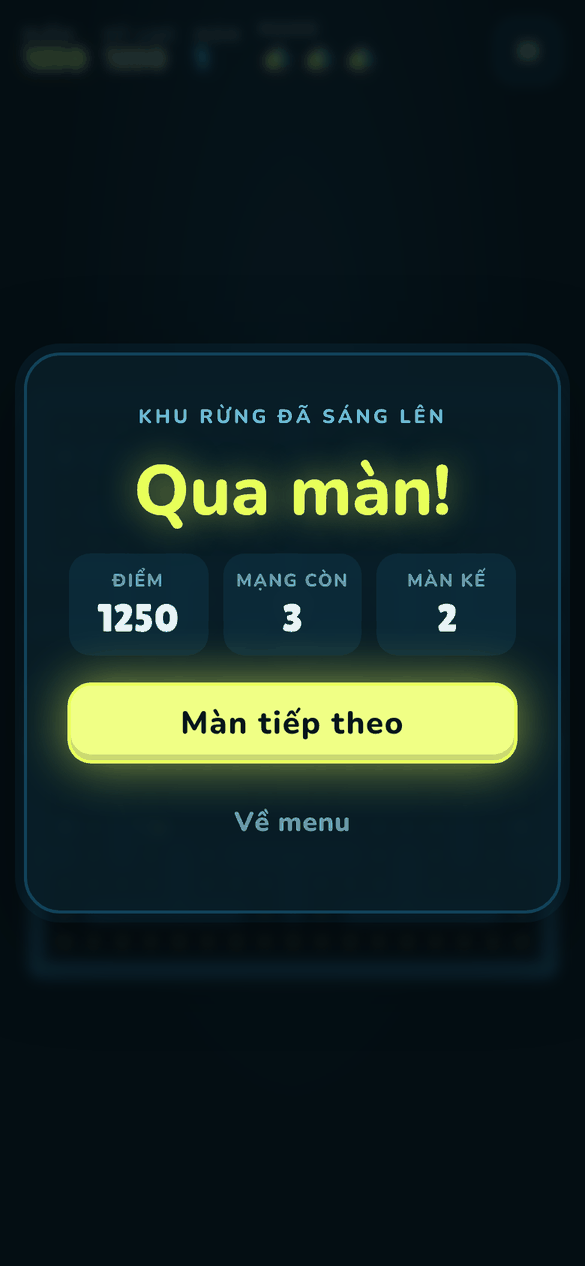 KHU RỪNG ĐÃ SÁNG LÊN
Qua màn!
ĐIỂM
1250
MẠNG CÒN
3
MÀN KẾ
2
Màn tiếp theo
Về menu